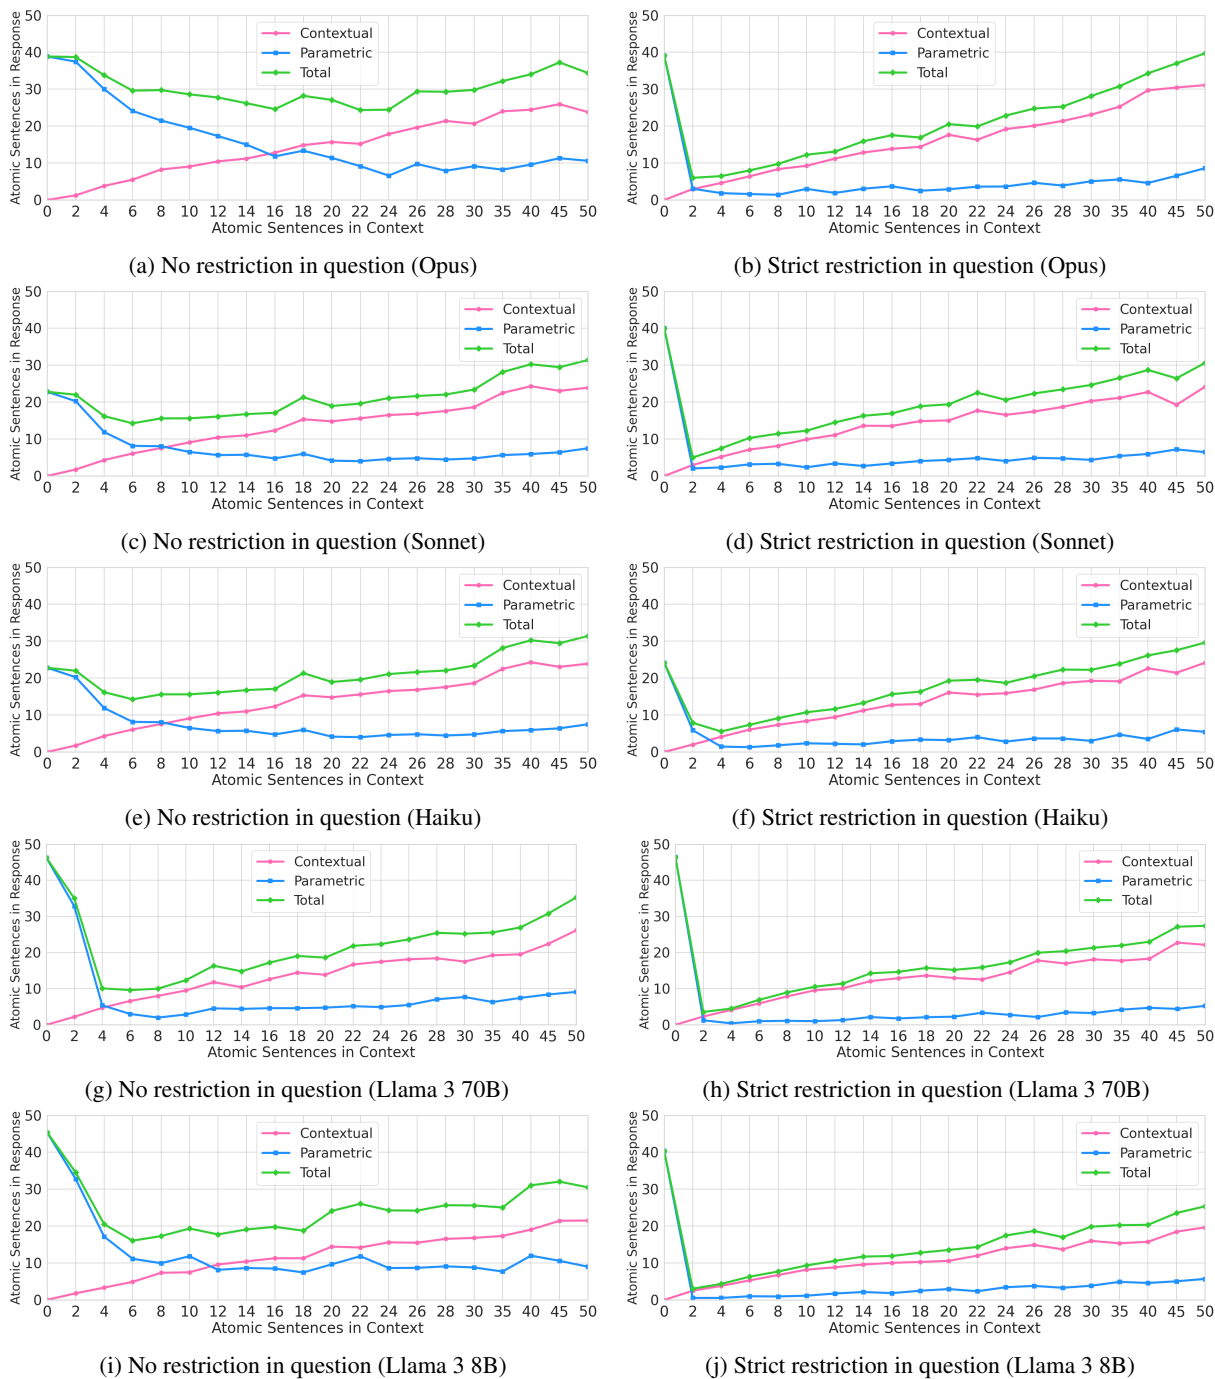 Atomic Sentences in Response
50
40
30
20
10
0
Contextual
Parametric
Total
0 2 4 6 8 10 12 14 16 18 20 22 24 26 28 30 35 40 45 50
Atomic Sentences in Context
(a) No restriction in question (Opus)
Atomic Sentences in Response
50
40
30
20
10
0
Contextual
Parametric
Total
0 2 4 6 8 10 12 14 16 18 20 22 24 26 28 30 35 40 45 50
Atomic Sentences in Context
(b) Strict restriction in question (Opus)
Atomic Sentences in Response
50
40
30
20
10
0
Contextual
Parametric
Total
0 2 4 6 8 10 12 14 16 18 20 22 24 26 28 30 35 40 45 50
Atomic Sentences in Context
(c) No restriction in question (Sonnet)
Atomic Sentences in Response
50
40
30
20
10
0
Contextual
Parametric
Total
0 2 4 6 8 10 12 14 16 18 20 22 24 26 28 30 35 40 45 50
Atomic Sentences in Context
(d) Strict restriction in question (Sonnet)
Atomic Sentences in Response
50
40
30
20
10
0
Contextual
Parametric
Total
0 2 4 6 8 10 12 14 16 18 20 22 24 26 28 30 35 40 45 50
Atomic Sentences in Context
(e) No restriction in question (Haiku)
Atomic Sentences in Response
50
40
30
20
10
0
Contextual
Parametric
Total
0 2 4 6 8 10 12 14 16 18 20 22 24 26 28 30 35 40 45 50
Atomic Sentences in Context
(f) Strict restriction in question (Haiku)
Atomic Sentences in Response
50
40
30
20
10
0
Contextual
Parametric
Total
0 2 4 6 8 10 12 14 16 18 20 22 24 26 28 30 35 40 45 50
Atomic Sentences in Context
(g) No restriction in question (Llama 3 70B)
Atomic Sentences in Response
50
40
30
20
10
0
Contextual
Parametric
Total
0 2 4 6 8 10 12 14 16 18 20 22 24 26 28 30 35 40 45 50
Atomic Sentences in Context
(h) Strict restriction in question (Llama 3 70B)
Atomic Sentences in Response
50
40
30
20
10
0
Contextual
Parametric
Total
0 2 4 6 8 10 12 14 16 18 20 22 24 26 28 30 35 40 45 50
Atomic Sentences in Context
(i) No restriction in question (Llama 3 8B)
Atomic Sentences in Response
50
40
30
20
10
0
Contextual
Parametric
Total
0 2 4 6 8 10 12 14 16 18 20 22 24 26 28 30 35 40 45 50
Atomic Sentences in Context
(j) Strict restriction in question (Llama 3 8B)